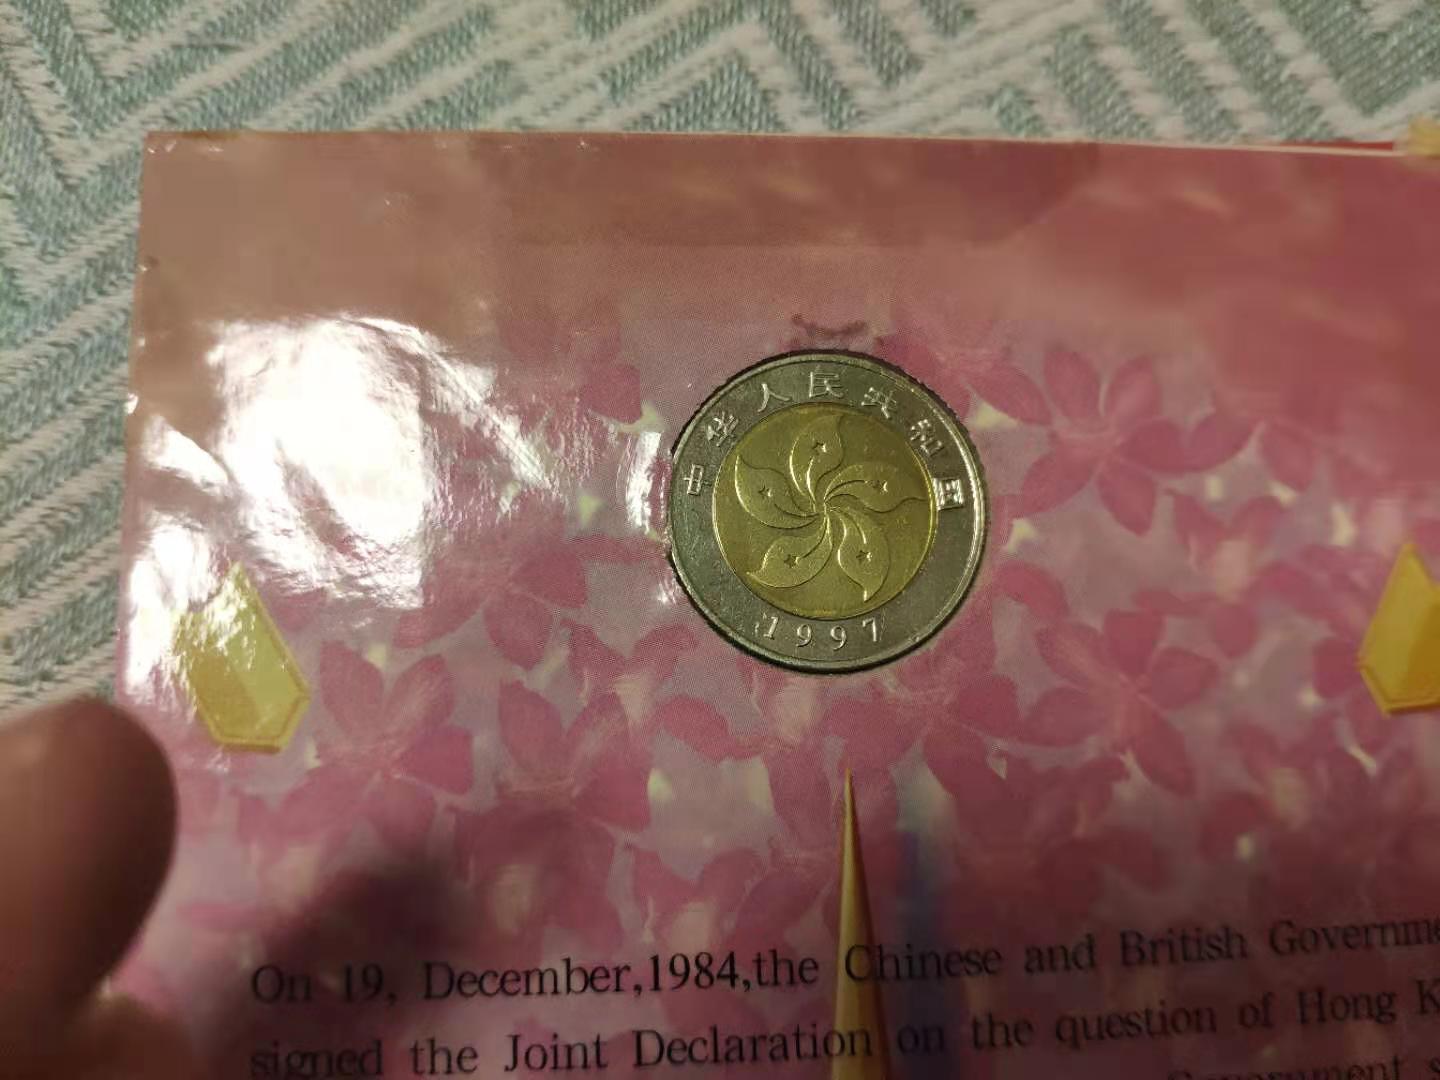 中华人民共和国
1997
On 19, December,1984,the Chinese and British Governme
signed the Joint Declaration on the question of Hong K
Government s